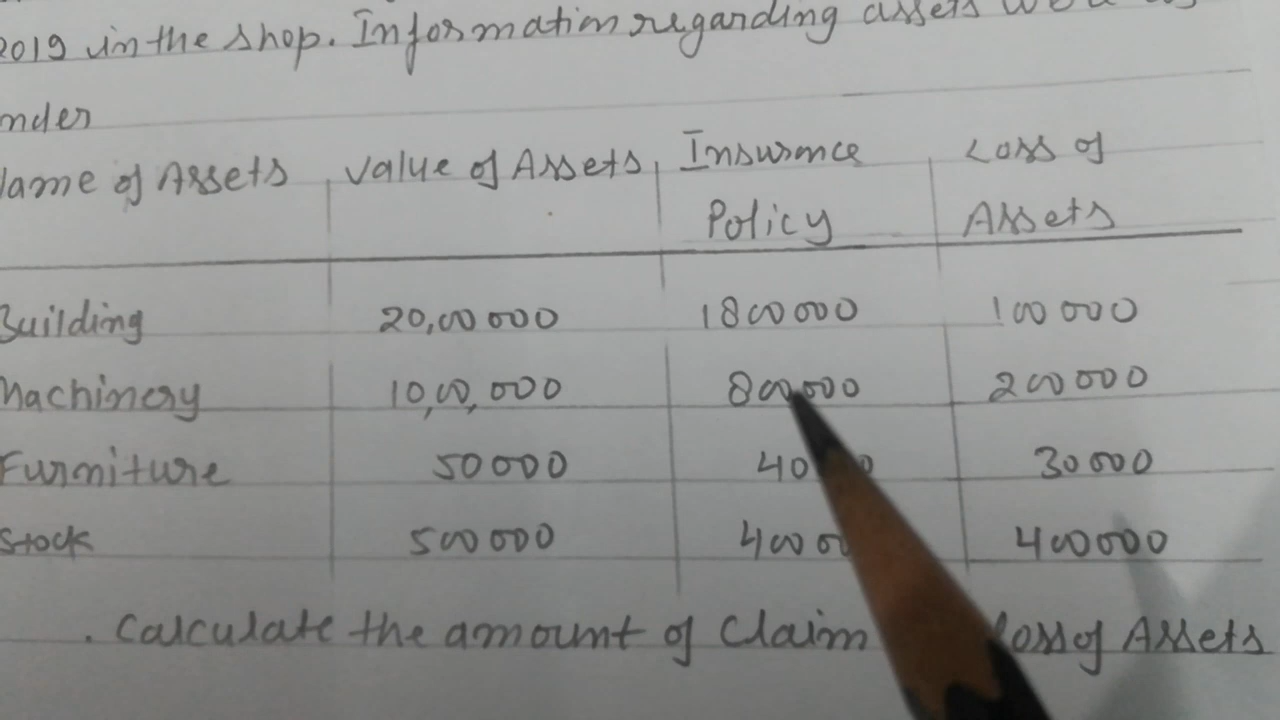 2019 in the shop. Information regarding assets
nder
Name of Assets Value of Assets Insurance Loss of
Policy Assets
Building 20,00000 1800000 100000
Machinery 10,00,000 800000 200000
Furniture 50000 30000
Stock 500000 400000
. Calculate the amount of Claim loss of Assets